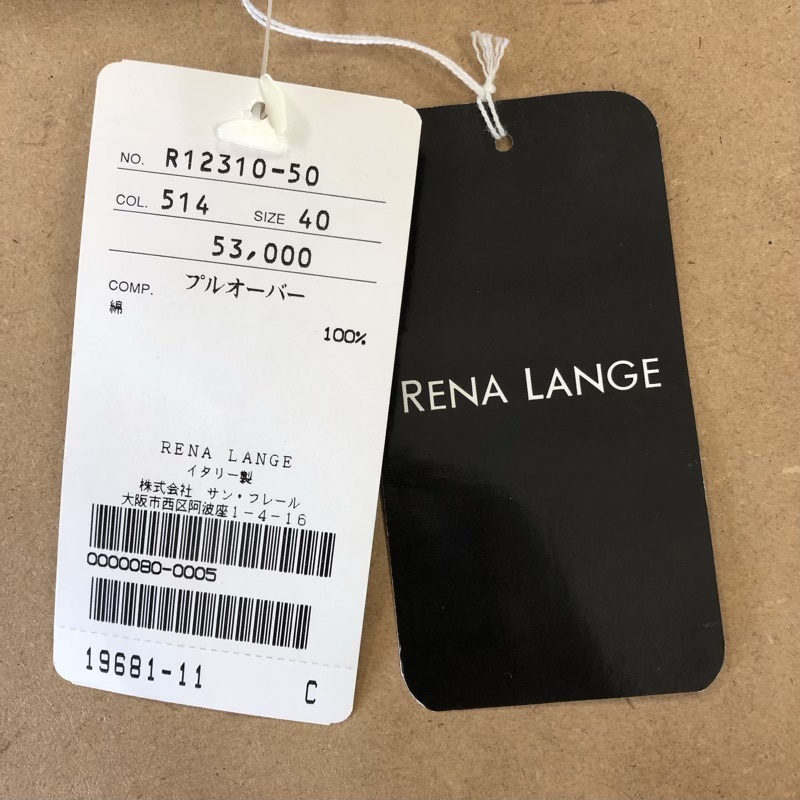 NO. R12310-50
COL. 514 SIZE 40
53,000
COMP. プルオーバー
綿
100%
RENA LANGE
イタリー製
株式会社 サン・フレール
大阪市西区阿波座1-4-16
0000080-0005
19681-11 C
RENA LANGE